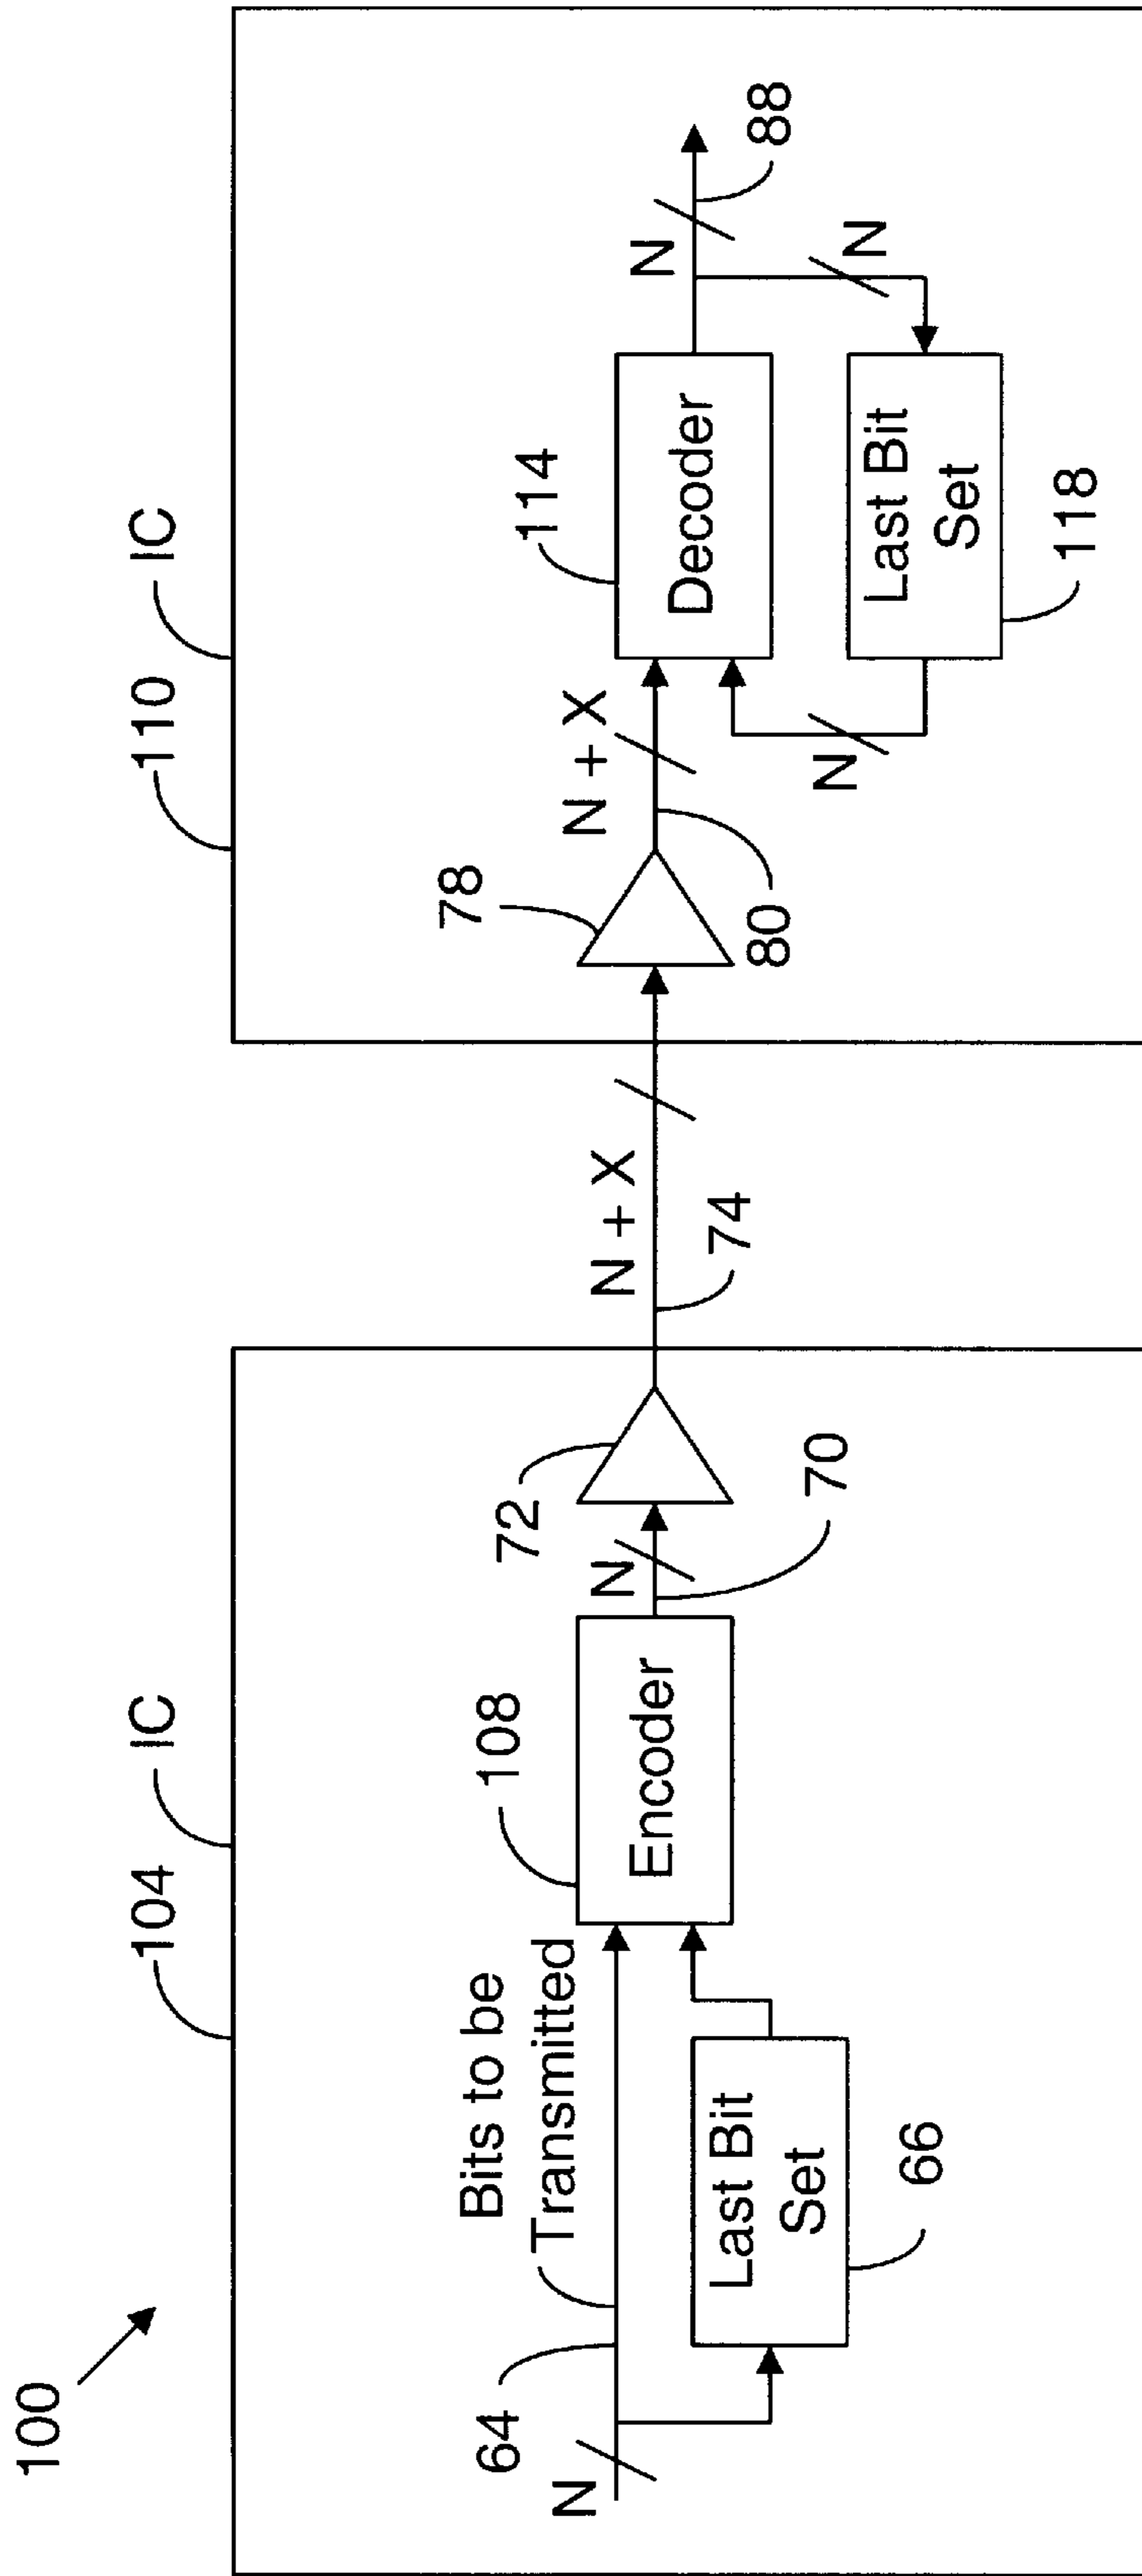 100
104
IC
N
64
Bits to be
Transmitted
Last Bit
Set
66
108
Encoder
N
70
72
N + X
74
110
IC
78
N + X
80
114
Decoder
N
88
N
N
Last Bit
Set
118